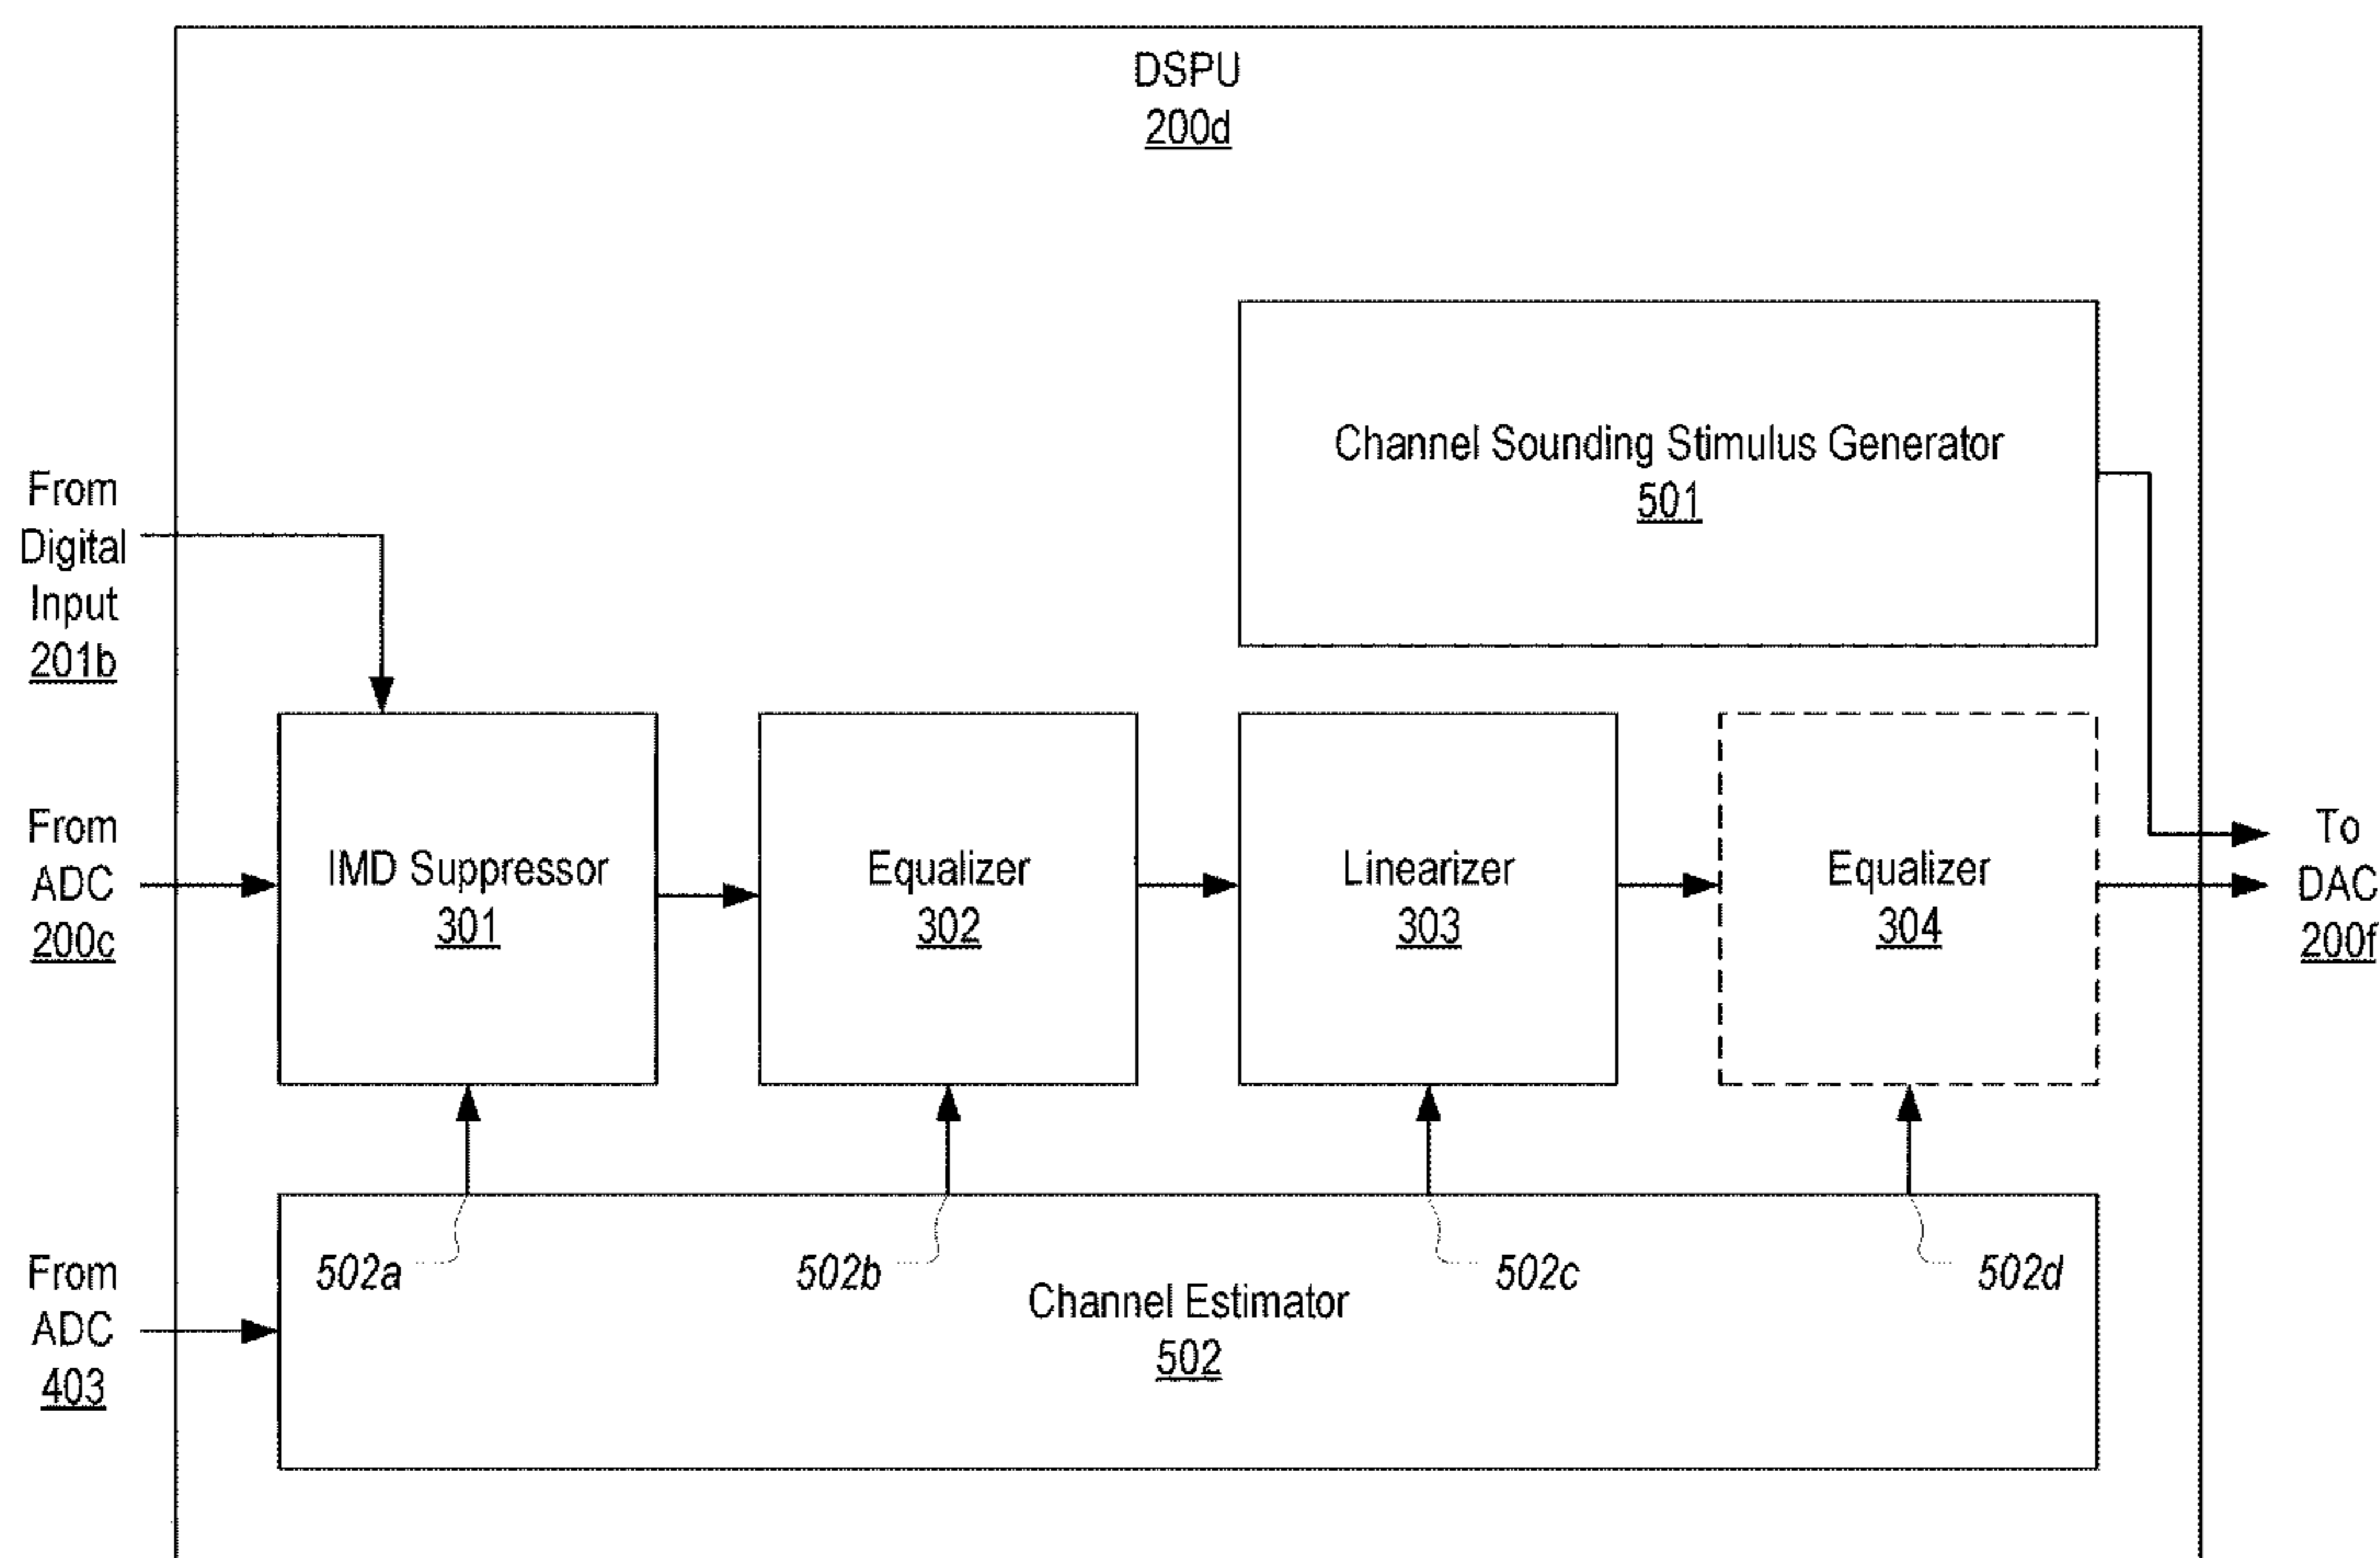 DSPU
200d
Channel Sounding Stimulus Generator
501
From
Digital
Input
201b
From
ADC
200c
IMD Suppressor
301
Equalizer
302
Linearizer
303
Equalizer
304
To
DAC
200f
From
ADC
403
502a
502b
502c
502d
Channel Estimator
502